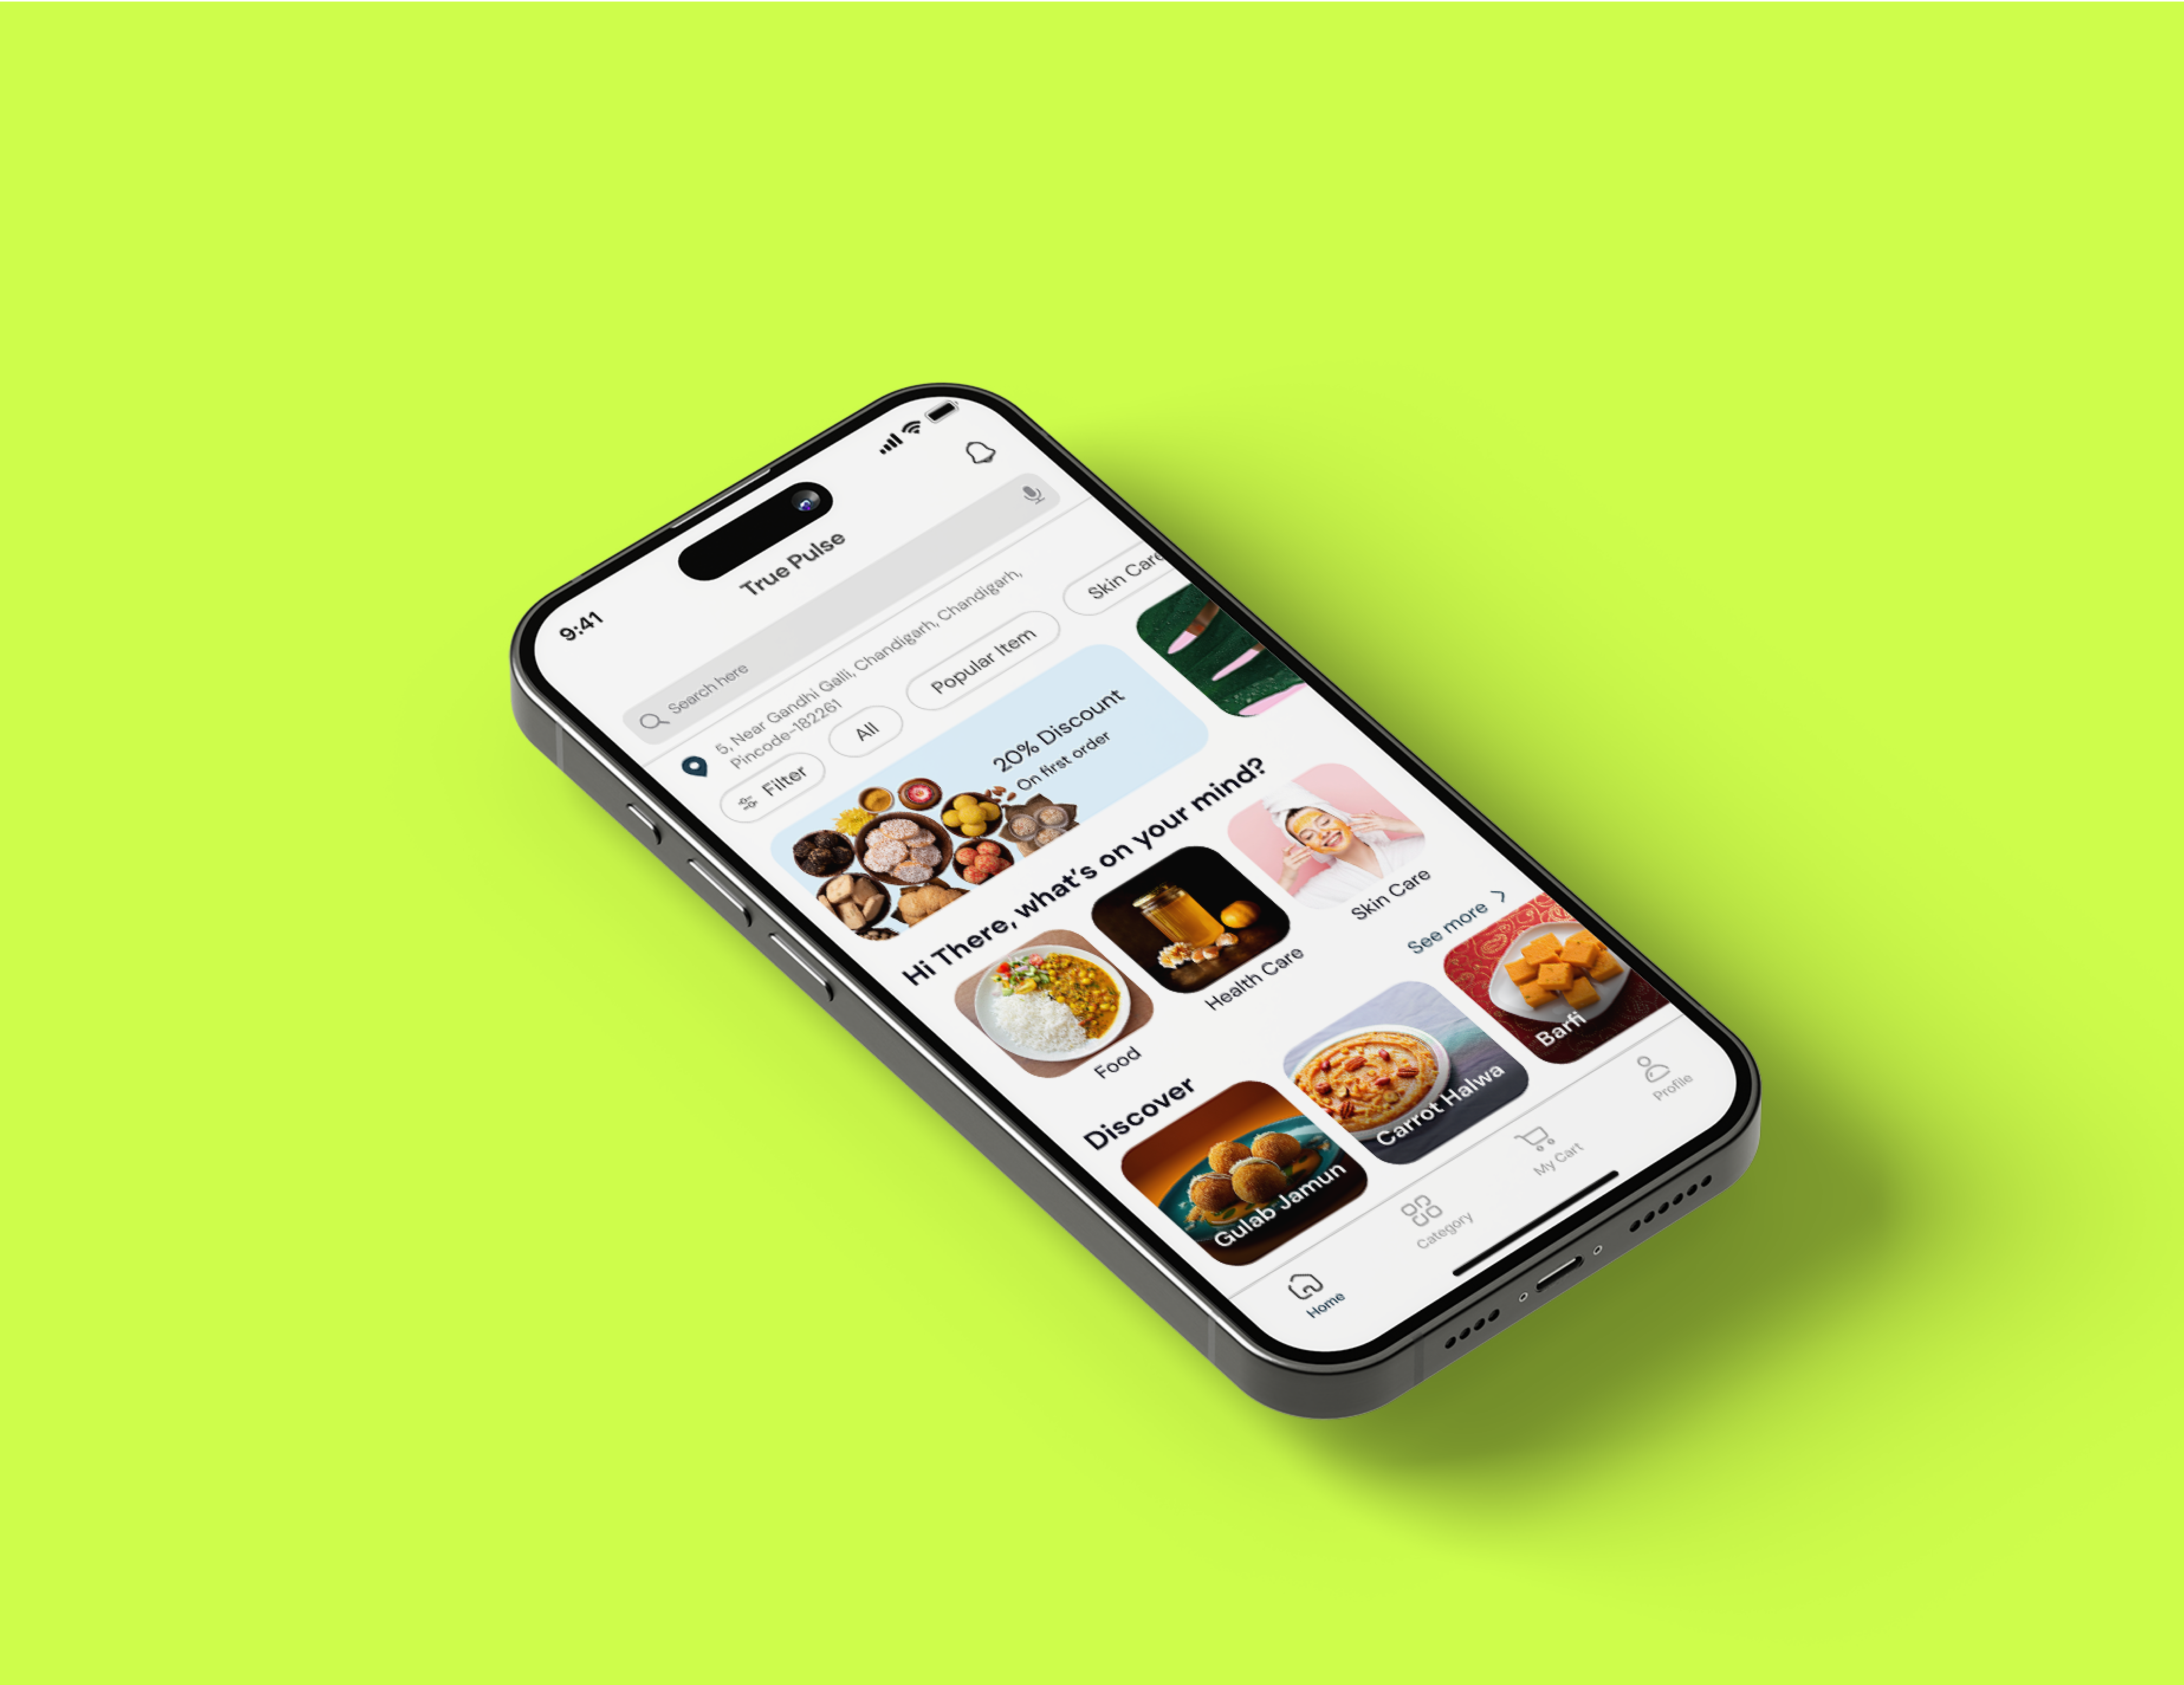 9:41
True Pulse
Search here
5, Near Gandhi Galli, Chandigarh, Chandigarh,
Pincode-182261
Filter
All
Popular Item
Skin Care
20% Discount
On first order
Hi There, what's on your mind?
Food
Health Care
Skin Care
Discover
See more
Gulab Jamun
Carrot Halwa
Barfi
Home
Category
My Cart
Profile